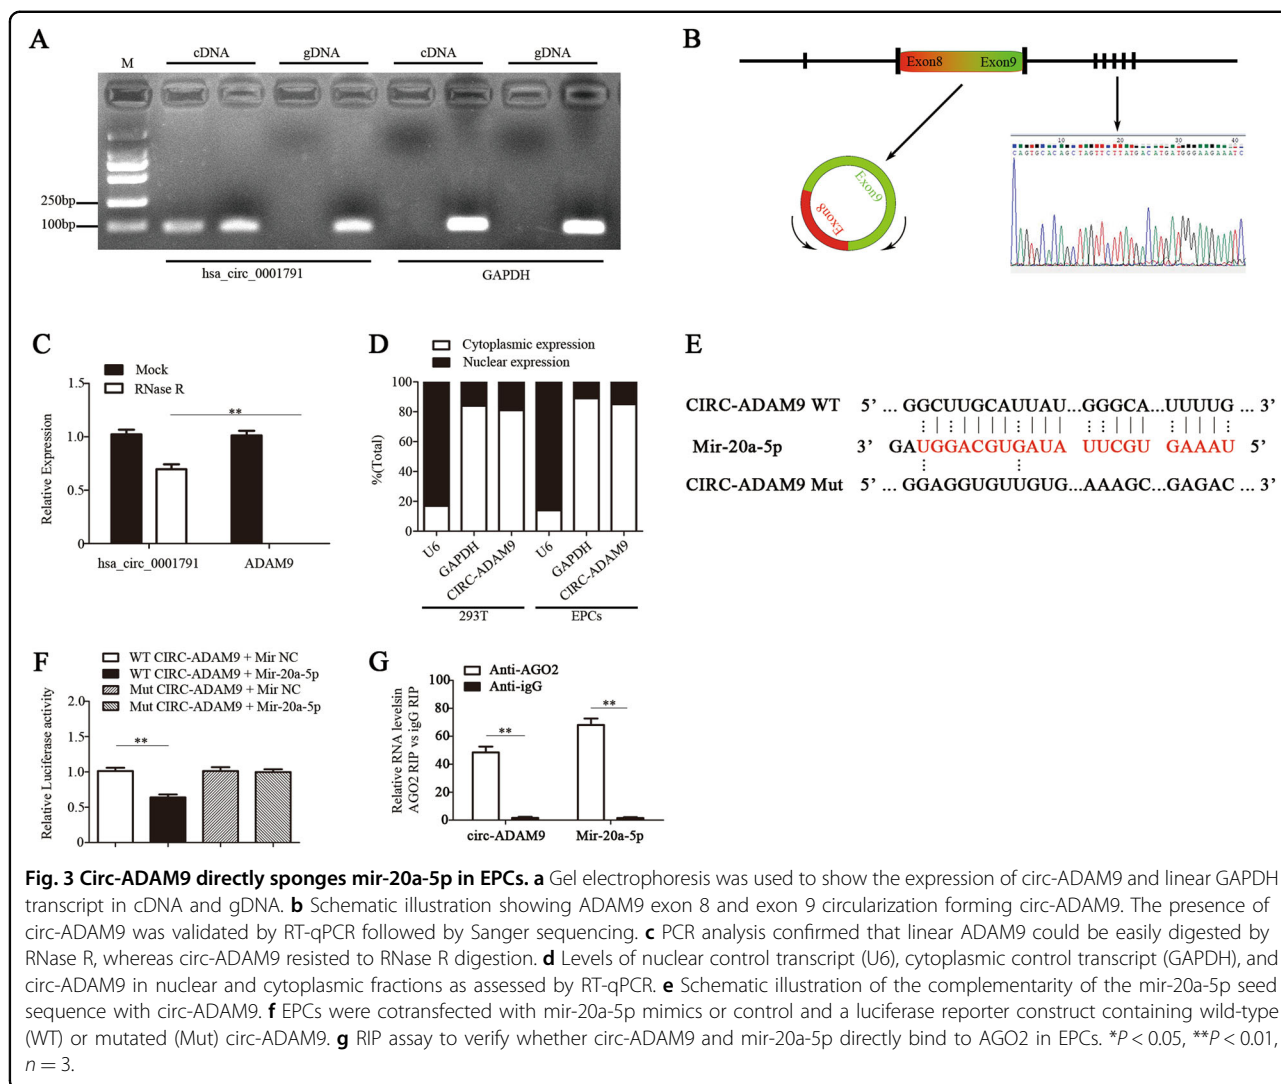 A
cDNA gDNA cDNA gDNA
M
250bp
100bp
hsa_circ_0001791 GAPDH
B
Exon8 Exon9
Exon9
Exon8
10 20 30 40
CAGTGCACAGCTAGTTCTTATGACATGATGGGAAGAAATC
C
Mock
RNase R
Relative Expression
1.5
1.0
0.5
0
**
hsa_circ_0001791 ADAM9
D
Cytoplasmic expression
Nuclear expression
%(Total)
100
80
60
40
20
0
U6 GAPDH CIRC-ADAM9 U6 GAPDH CIRC-ADAM9
293T EPCs
E
CIRC-ADAM9 WT 5’ ... GGCUUGCAUUAU...GGGCA...UUUUG ... 3’
Mir-20a-5p 3’ GAUGGACGUGAUA UUCGU GAAAU 5’
CIRC-ADAM9 Mut 5’ ... GGAGGUGUUGUG...AAAGC...GAGAC ... 3’
F
WT CIRC-ADAM9 + Mir NC
WT CIRC-ADAM9 + Mir-20a-5p
Mut CIRC-ADAM9 + Mir NC
Mut CIRC-ADAM9 + Mir-20a-5p
Relative Luciferase activity
2.0
1.5
1.0
0.5
0
**
G
Anti-AGO2
Anti-igG
Relative RNA levelsin
AGO2 RIP vs igG RIP
100
80
60
40
20
0
**
**
circ-ADAM9 Mir-20a-5p
Fig. 3 Circ-ADAM9 directly sponges mir-20a-5p in EPCs. a Gel electrophoresis was used to show the expression of circ-ADAM9 and linear GAPDH
transcript in cDNA and gDNA. b Schematic illustration showing ADAM9 exon 8 and exon 9 circularization forming circ-ADAM9. The presence of
circ-ADAM9 was validated by RT-qPCR followed by Sanger sequencing. c PCR analysis confirmed that linear ADAM9 could be easily digested by
RNase R, whereas circ-ADAM9 resisted to RNase R digestion. d Levels of nuclear control transcript (U6), cytoplasmic control transcript (GAPDH), and
circ-ADAM9 in nuclear and cytoplasmic fractions as assessed by RT-qPCR. e Schematic illustration of the complementarity of the mir-20a-5p seed
sequence with circ-ADAM9. f EPCs were cotransfected with mir-20a-5p mimics or control and a luciferase reporter construct containing wild-type
(WT) or mutated (Mut) circ-ADAM9. g RIP assay to verify whether circ-ADAM9 and mir-20a-5p directly bind to AGO2 in EPCs. *P < 0.05, **P < 0.01,
n = 3.